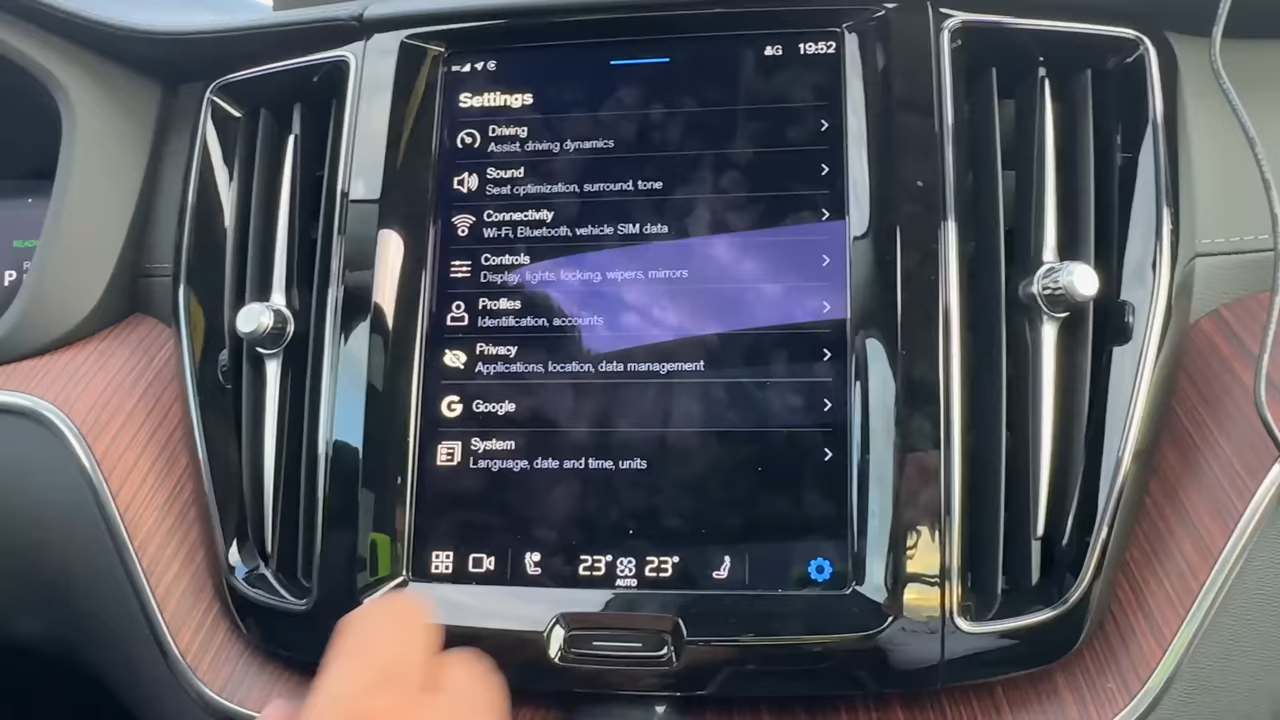 19:52
Settings
Driving
Assist, driving dynamics
Sound
Seat optimization, surround, tone
Connectivity
Wi-Fi, Bluetooth, vehicle SIM data
Controls
Display, lights, locking, wipers, mirrors
Profiles
Identification, accounts
Privacy
Applications, location, data management
Google
System
Language, date and time, units
23° 23°
AUTO
READY
P